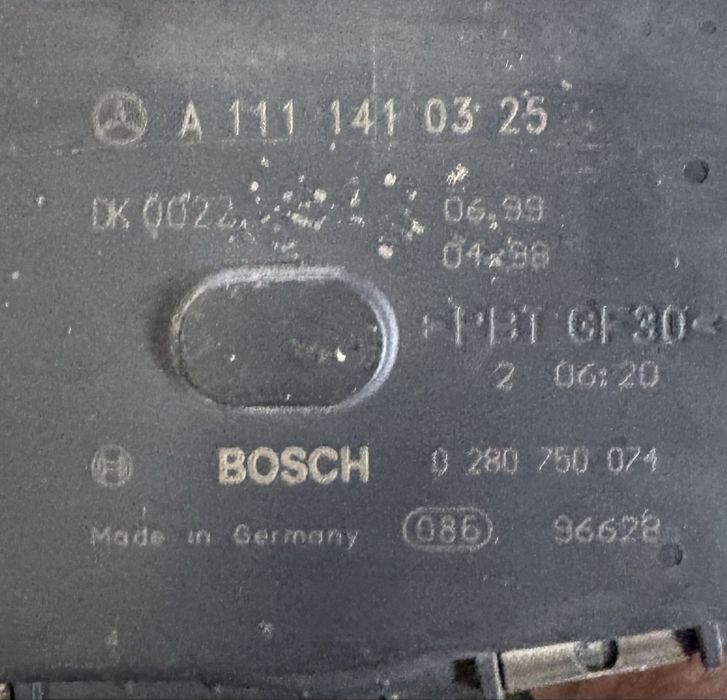 A 111 141 03 25
DK 0022 06.99
04.98
>PBT GF30<
2 06:20
BOSCH 0 280 750 074
Made in Germany 086 96628